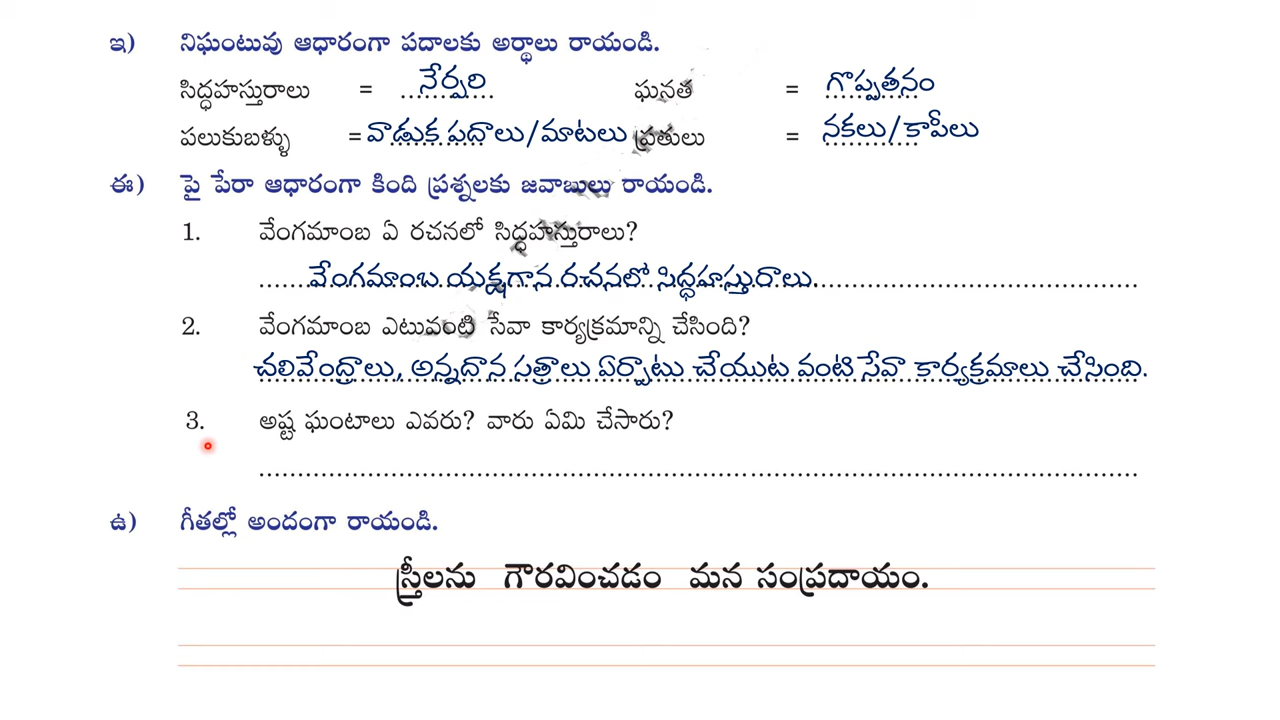 ఇ) నిఘంటువు ఆధారంగా పదాలకు అర్థాలు రాయండి.
సిద్ధహస్తురాలు = నేర్పరి ఘనత = గొప్పతనం
పలుకుబళ్ళు = వాడుక పదాలు/మాటలు ప్రతులు = నకలు/కాపీలు
ఈ) పై పేరా ఆధారంగా కింది ప్రశ్నలకు జవాబులు రాయండి.
1. వేంగమాంబ ఏ రచనలో సిద్ధహస్తురాలు?
వేంగమాంబ యక్షగాన రచనలో సిద్ధహస్తురాలు.
2. వేంగమాంబ ఎటువంటి సేవా కార్యక్రమాన్ని చేసింది?
చలివేంద్రాలు, అన్నదాన సత్రాలు ఏర్పాటు చేయుట వంటి సేవా కార్యక్రమాలు చేసింది.
3. అష్ట ఘంటాలు ఎవరు? వారు ఏమి చేసారు?
ఉ) గీతల్లో అందంగా రాయండి.
స్త్రీలను గౌరవించడం మన సంప్రదాయం.